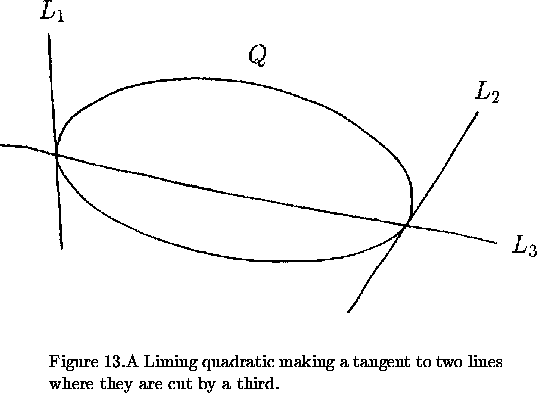 L1
Q
L2
L3
Figure 13.A Liming quadratic making a tangent to two lines
where they are cut by a third.